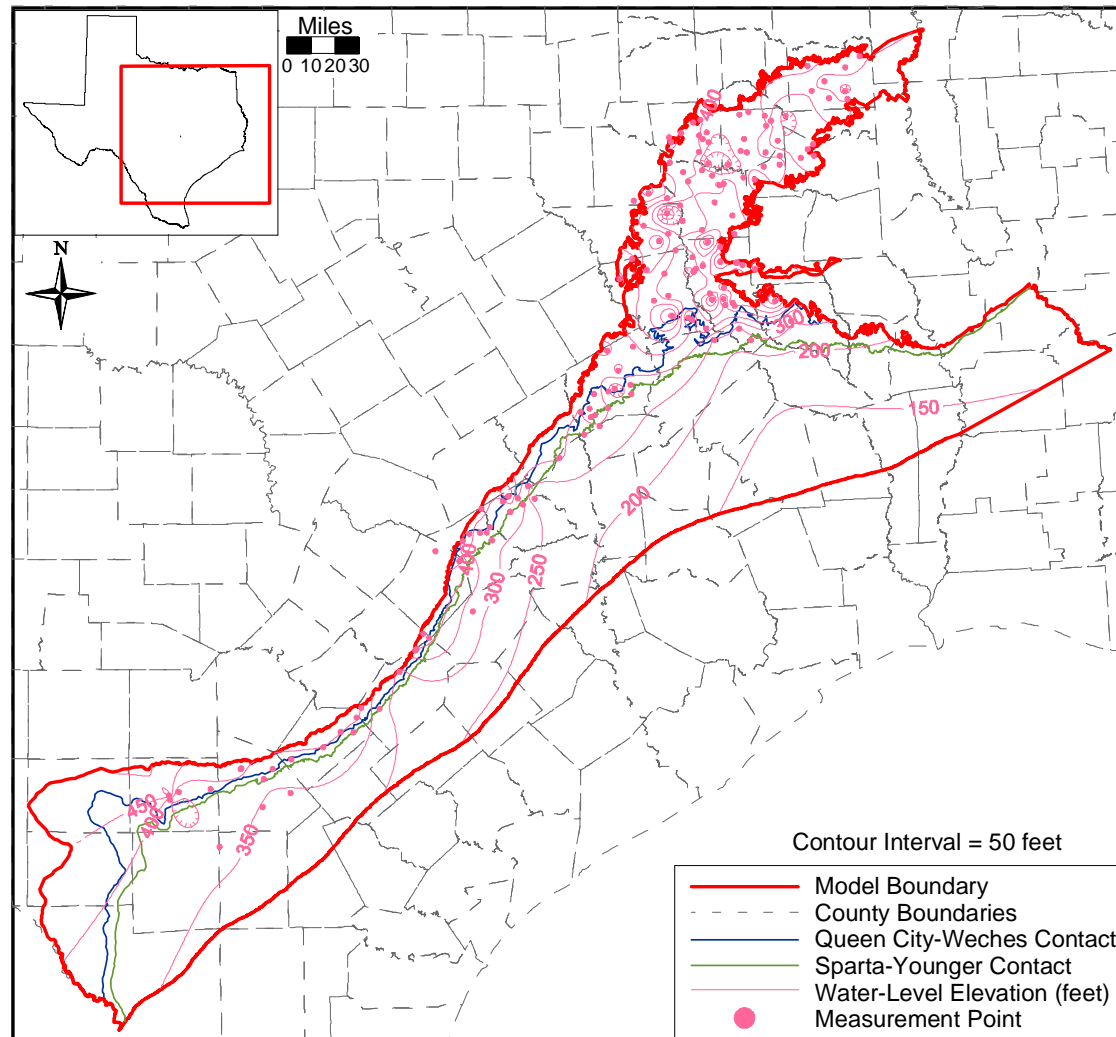 Miles
0 10 20 30
N
400
300
200
150
200
250
300
400
350
450
400
Contour Interval = 50 feet
Model Boundary
County Boundaries
Queen City-Weches Contact
Sparta-Younger Contact
Water-Level Elevation (feet)
Measurement Point